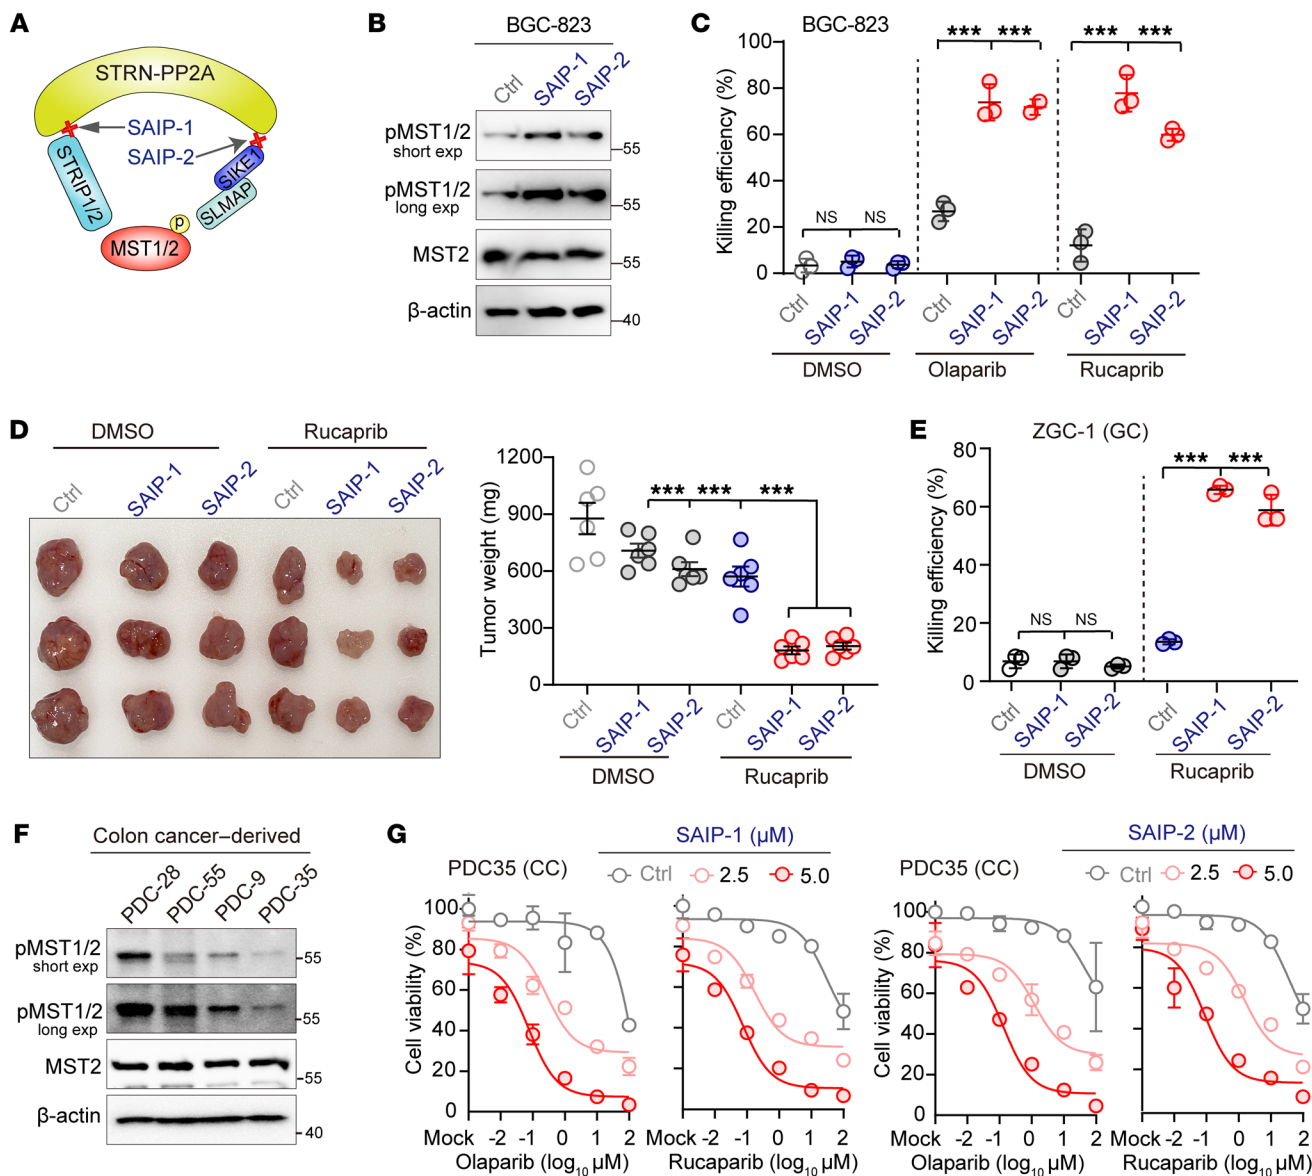 A
STRN-PP2A
SAIP-1
SAIP-2
STRIP1/2
SIKE1
SLMAP
p
MST1/2
B
BGC-823
Ctrl
SAIP-1
SAIP-2
pMST1/2
short exp
55
pMST1/2
long exp
55
MST2
55
β-actin
40
C
BGC-823
Killing efficiency (%)
80
60
40
20
0
NS NS
*** ***
*** ***
Ctrl SAIP-1 SAIP-2
Ctrl SAIP-1 SAIP-2
Ctrl SAIP-1 SAIP-2
DMSO Olaparib Rucaprib
D
DMSO Rucaprib
Ctrl SAIP-1 SAIP-2 Ctrl SAIP-1 SAIP-2
Tumor weight (mg)
1200
900
600
300
0
*** *** ***
Ctrl SAIP-1 SAIP-2 Ctrl SAIP-1 SAIP-2
DMSO Rucaprib
E
ZGC-1 (GC)
Killing efficiency (%)
80
60
40
20
0
NS NS
*** ***
Ctrl SAIP-1 SAIP-2 Ctrl SAIP-1 SAIP-2
DMSO Rucaprib
F
Colon cancer–derived
PDC-28 PDC-55 PDC-9 PDC-35
pMST1/2
short exp
55
pMST1/2
long exp
55
MST2
55
β-actin
40
G
SAIP-1 (μM)
PDC35 (CC)
Ctrl 2.5 5.0
Cell viability (%)
100
80
60
40
20
0
Mock -2 -1 0 1 2
Olaparib (log10 μM)
Mock -2 -1 0 1 2
Rucaparib (log10 μM)
SAIP-2 (μM)
PDC35 (CC)
Ctrl 2.5 5.0
Cell viability (%)
100
80
60
40
20
0
Mock -2 -1 0 1 2
Olaparib (log10 μM)
Mock -2 -1 0 1 2
Rucaparib (log10 μM)